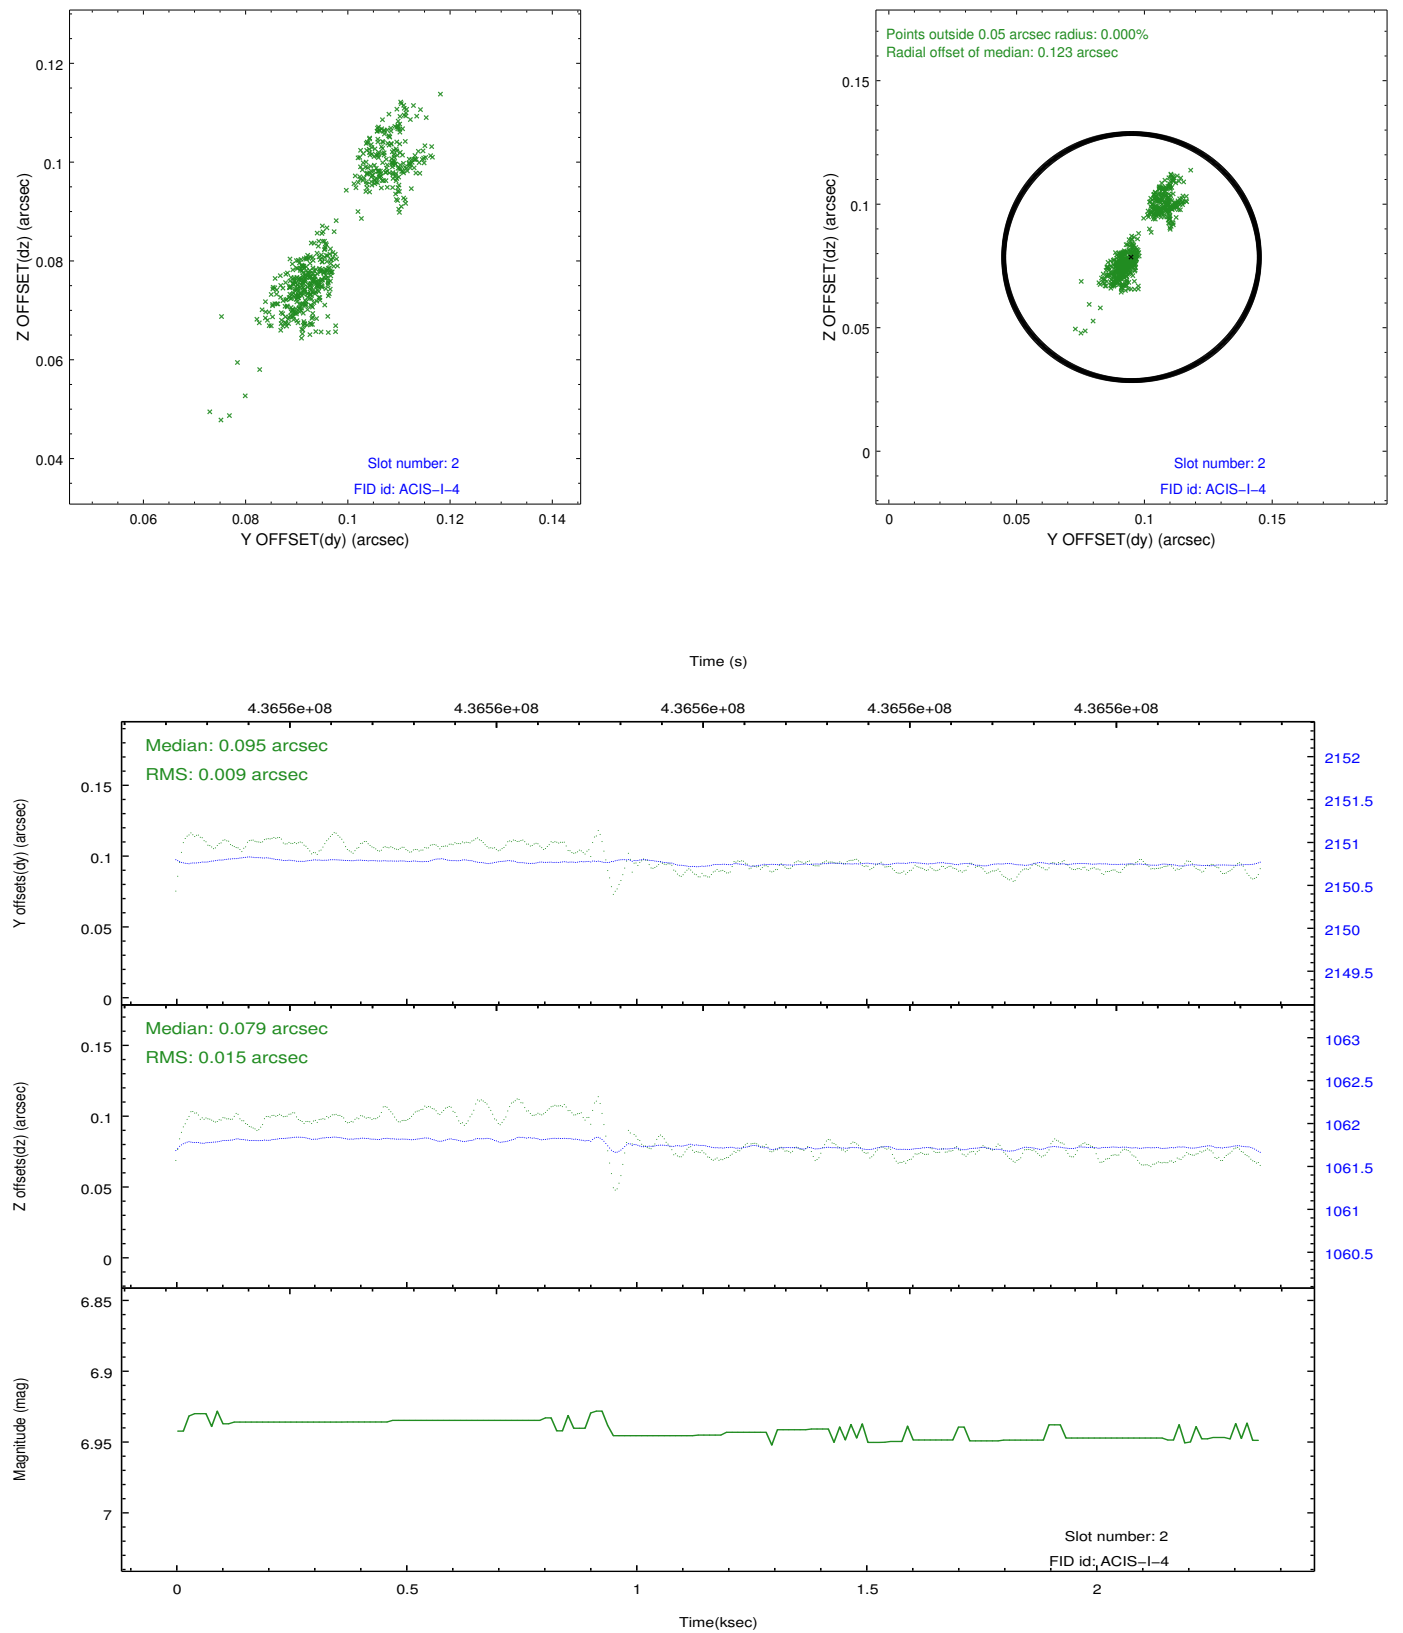 0.12
0.1
0.08
0.06
0.04
Z OFFSET(dz) (arcsec)
Slot number: 2
FID id: ACIS−I−4
0.06 0.08 0.1 0.12 0.14
Y OFFSET(dy) (arcsec)
Points outside 0.05 arcsec radius: 0.000%
Radial offset of median: 0.123 arcsec
0.15
0.1
0.05
0
Z OFFSET(dz) (arcsec)
Slot number: 2
FID id: ACIS−I−4
0 0.05 0.1 0.15
Y OFFSET(dy) (arcsec)
Time (s)
4.3656e+08 4.3656e+08 4.3656e+08 4.3656e+08 4.3656e+08
Median: 0.095 arcsec
RMS: 0.009 arcsec
0.15
0.1
0.05
0
Y offsets(dy) (arcsec)
2152
2151.5
2151
2150.5
2150
2149.5
Median: 0.079 arcsec
RMS: 0.015 arcsec
0.15
0.1
0.05
0
Z offsets(dz) (arcsec)
1063
1062.5
1062
1061.5
1061
1060.5
6.85
6.9
6.95
7
Magnitude (mag)
Slot number: 2
FID id: ACIS−I−4
0 0.5 1 1.5 2
Time(ksec)